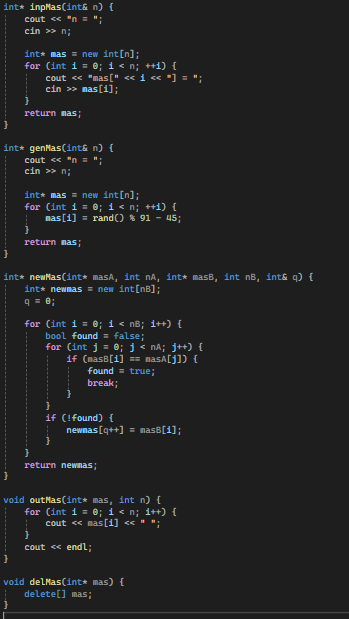 int* inpMas(int& n) {
    cout << "n = ";
    cin >> n;

    int* mas = new int[n];
    for (int i = 0; i < n; ++i) {
        cout << "mas[" << i << "] = ";
        cin >> mas[i];
    }
    return mas;
}

int* genMas(int& n) {
    cout << "n = ";
    cin >> n;

    int* mas = new int[n];
    for (int i = 0; i < n; ++i) {
        mas[i] = rand() % 91 - 45;
    }
    return mas;
}

int* newMas(int* masA, int nA, int* masB, int nB, int& q) {
    int* newmas = new int[nB];
    q = 0;

    for (int i = 0; i < nB; i++) {
        bool found = false;
        for (int j = 0; j < nA; j++) {
            if (masB[i] == masA[j]) {
                found = true;
                break;
            }
        }
        if (!found) {
            newmas[q++] = masB[i];
        }
    }
    return newmas;
}

void outMas(int* mas, int n) {
    for (int i = 0; i < n; i++) {
        cout << mas[i] << " ";
    }
    cout << endl;
}

void delMas(int* mas) {
    delete[] mas;
}